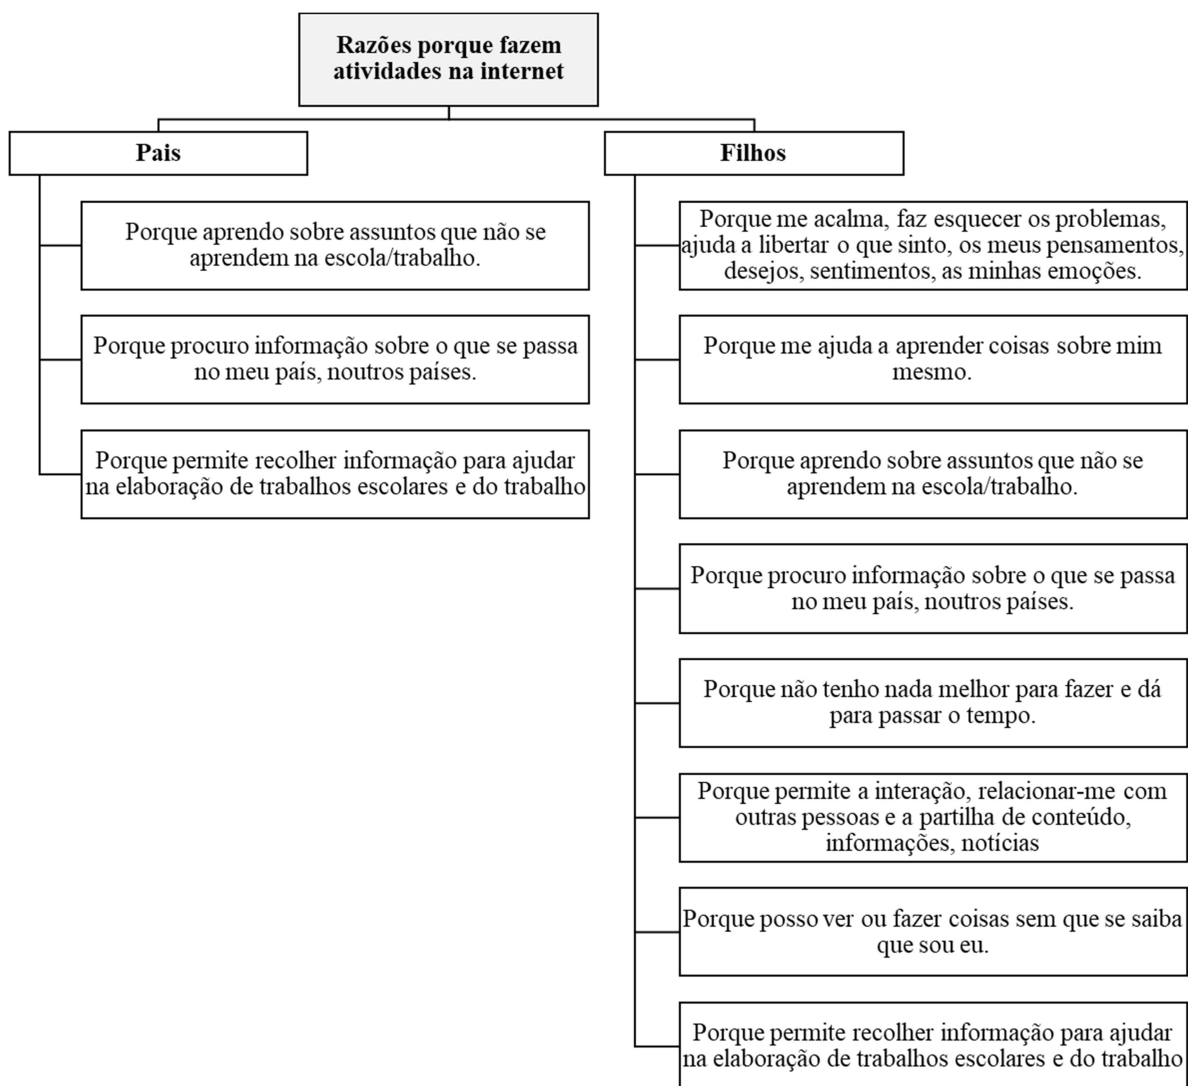 Razões porque fazem
atividades na internet
Pais
Porque aprendo sobre assuntos que não se
aprendem na escola/trabalho.
Porque procuro informação sobre o que se passa
no meu país, noutros países.
Porque permite recolher informação para ajudar
na elaboração de trabalhos escolares e do trabalho
Filhos
Porque me acalma, faz esquecer os problemas,
ajuda a libertar o que sinto, os meus pensamentos,
desejos, sentimentos, as minhas emoções.
Porque me ajuda a aprender coisas sobre mim
mesmo.
Porque aprendo sobre assuntos que não se
aprendem na escola/trabalho.
Porque procuro informação sobre o que se passa
no meu país, noutros países.
Porque não tenho nada melhor para fazer e dá
para passar o tempo.
Porque permite a interação, relacionar-me com
outras pessoas e a partilha de conteúdo,
informações, notícias
Porque posso ver ou fazer coisas sem que se saiba
que sou eu.
Porque permite recolher informação para ajudar
na elaboração de trabalhos escolares e do trabalho